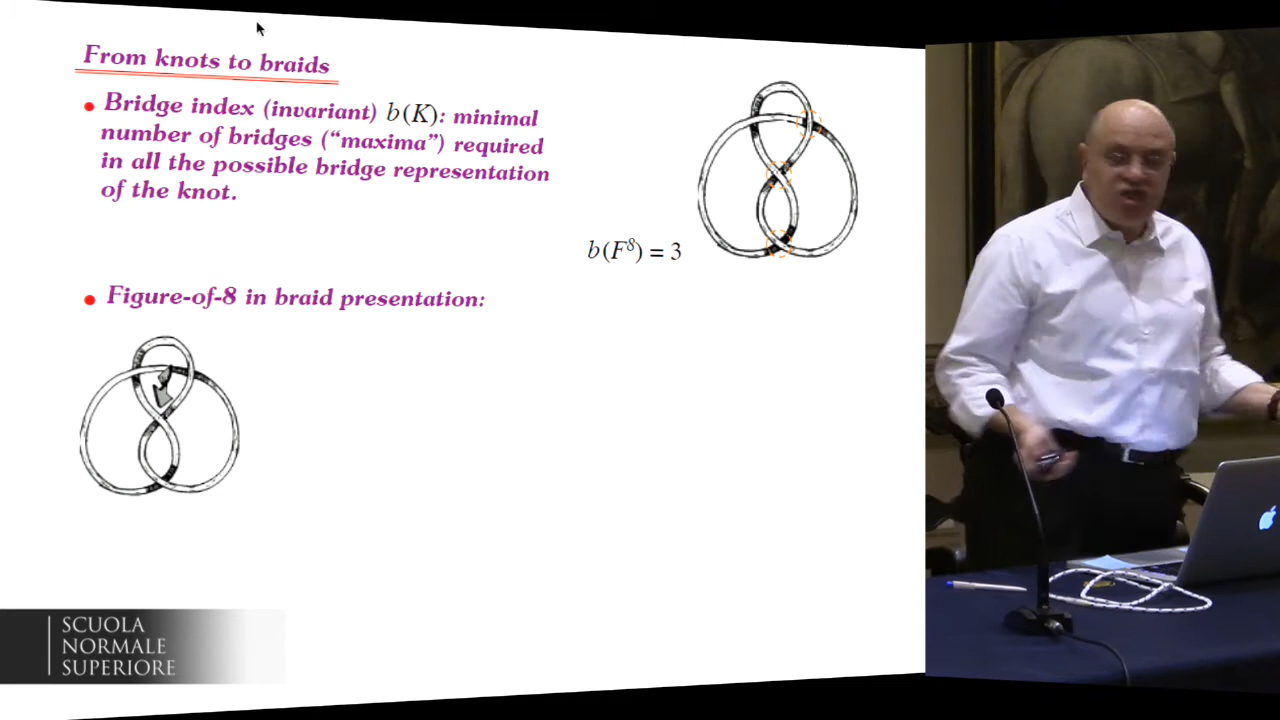 From knots to braids
• Bridge index (invariant) b(K): minimal
number of bridges (“maxima”) required
in all the possible bridge representation
of the knot.
b(F⁸) = 3
• Figure-of-8 in braid presentation:
SCUOLA
NORMALE
SUPERIORE